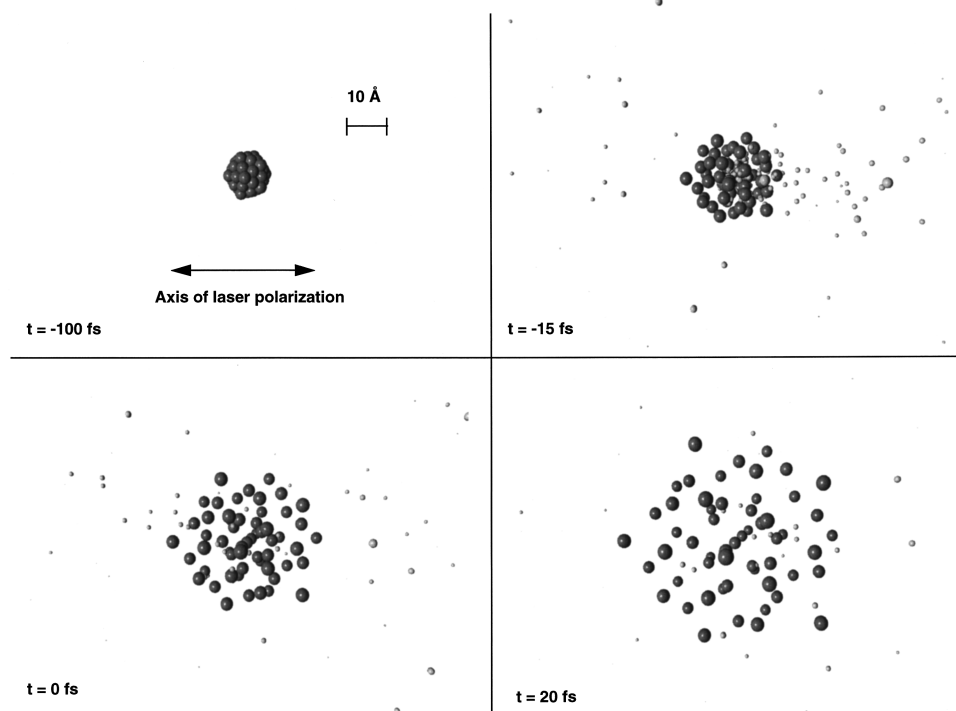 10 Å
Axis of laser polarization
t = -100 fs
t = -15 fs
t = 0 fs
t = 20 fs